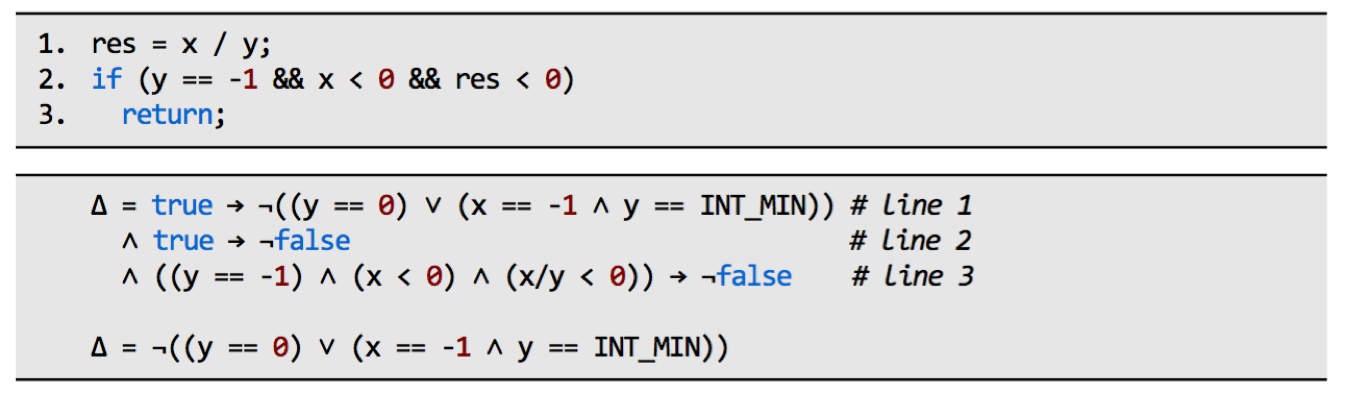 1. res = x / y;
2. if (y == -1 && x < 0 && res < 0)
3. return;
Δ = true → ¬((y == 0) ∨ (x == -1 ∧ y == INT_MIN)) # line 1
∧ true → ¬false # line 2
∧ ((y == -1) ∧ (x < 0) ∧ (x/y < 0)) → ¬false # line 3
Δ = ¬((y == 0) ∨ (x == -1 ∧ y == INT_MIN))